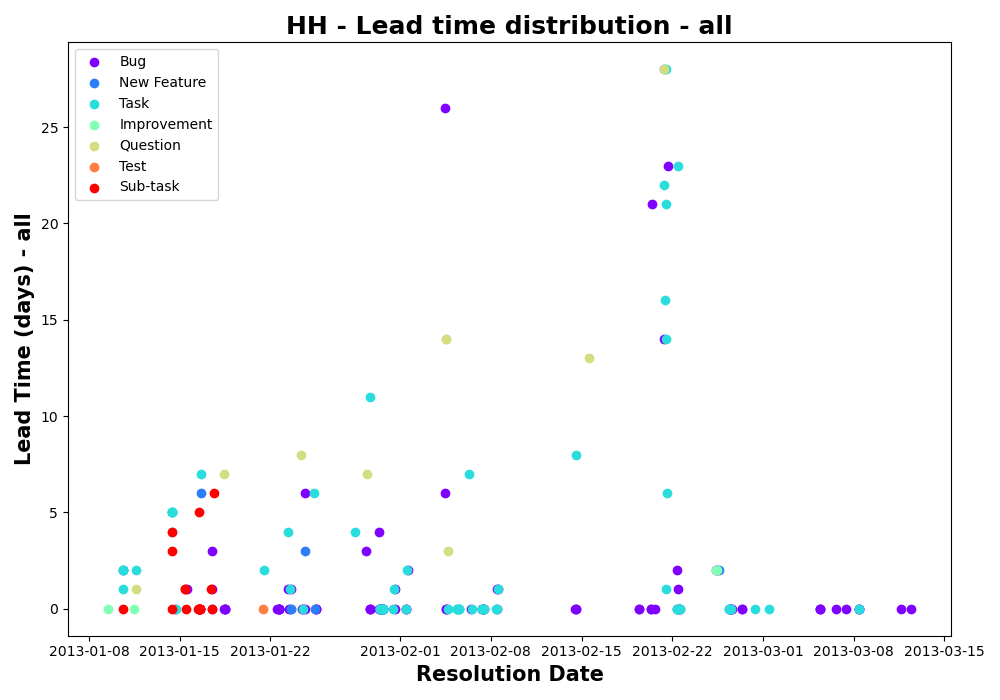 HH - Lead time distribution - all
Bug
New Feature
Task
Improvement
Question
Test
Sub-task
Lead Time (days) - all
25
20
15
10
5
0
2013-01-08 2013-01-15 2013-01-22 2013-02-01 2013-02-08 2013-02-15 2013-02-22 2013-03-01 2013-03-08 2013-03-15
Resolution Date